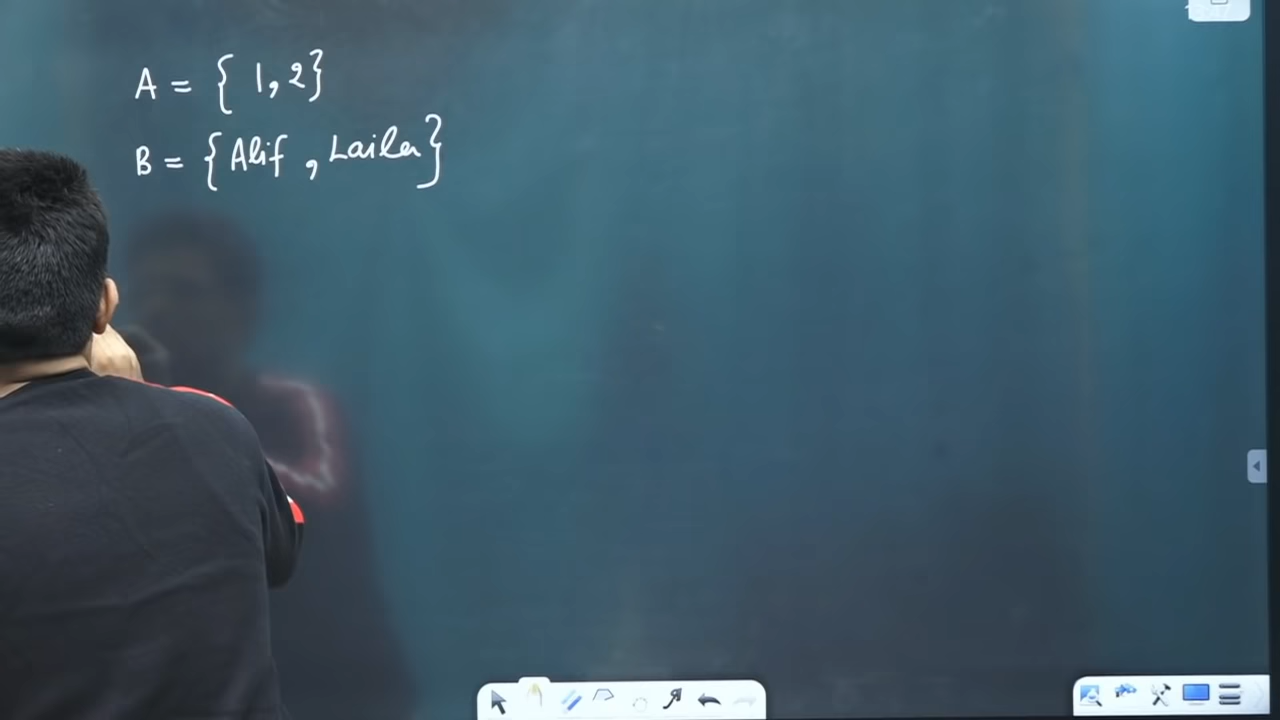 A = { 1, 2}
B = {Alif , Laila}